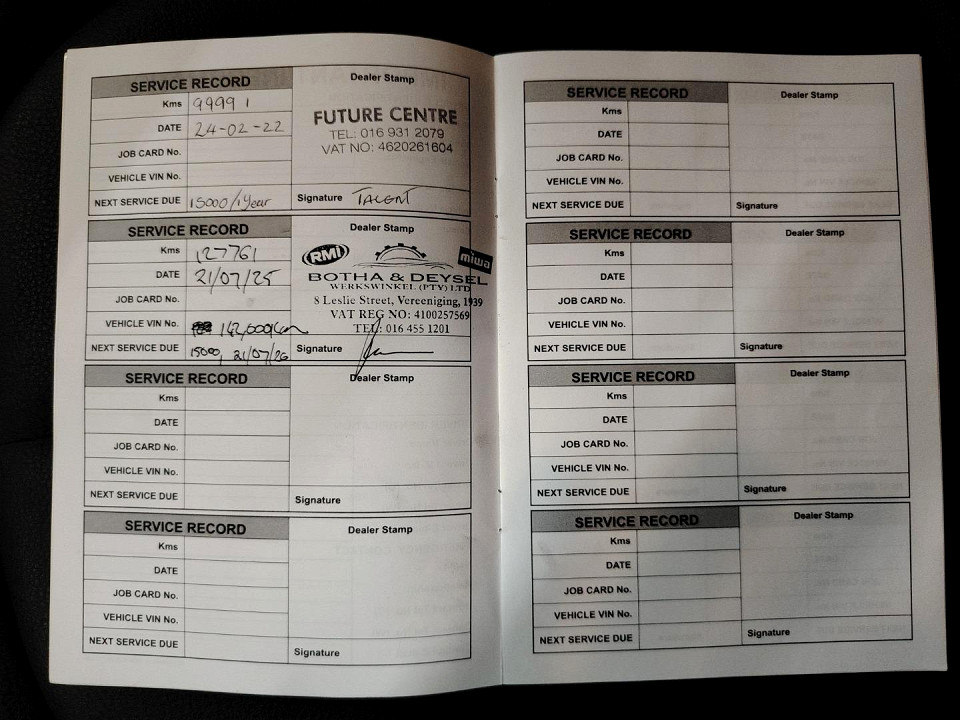 SERVICE RECORD
Dealer Stamp
Kms 99991
DATE 24-02-22
JOB CARD No.
VEHICLE VIN No.
NEXT SERVICE DUE 15000/1year
FUTURE CENTRE
TEL: 016 931 2079
VAT NO: 4620261604
Signature TALENT
SERVICE RECORD
Dealer Stamp
Kms 127761
DATE 21/07/25
JOB CARD No.
VEHICLE VIN No. 142,000km
NEXT SERVICE DUE 15000, 21/07/26
RMI
miwa
BOTHA & DEYSEL
WERKSWINKEL (PTY) LTD
8 Leslie Street, Vereeniging, 1939
VAT REG NO: 4100257569
TEL: 016 455 1201
Signature
SERVICE RECORD
Dealer Stamp
Kms
DATE
JOB CARD No.
VEHICLE VIN No.
NEXT SERVICE DUE
Signature
SERVICE RECORD
Dealer Stamp
Kms
DATE
JOB CARD No.
VEHICLE VIN No.
NEXT SERVICE DUE
Signature
SERVICE RECORD
Dealer Stamp
Kms
DATE
JOB CARD No.
VEHICLE VIN No.
NEXT SERVICE DUE
Signature
SERVICE RECORD
Dealer Stamp
Kms
DATE
JOB CARD No.
VEHICLE VIN No.
NEXT SERVICE DUE
Signature
SERVICE RECORD
Dealer Stamp
Kms
DATE
JOB CARD No.
VEHICLE VIN No.
NEXT SERVICE DUE
Signature
SERVICE RECORD
Dealer Stamp
Kms
DATE
JOB CARD No.
VEHICLE VIN No.
NEXT SERVICE DUE
Signature